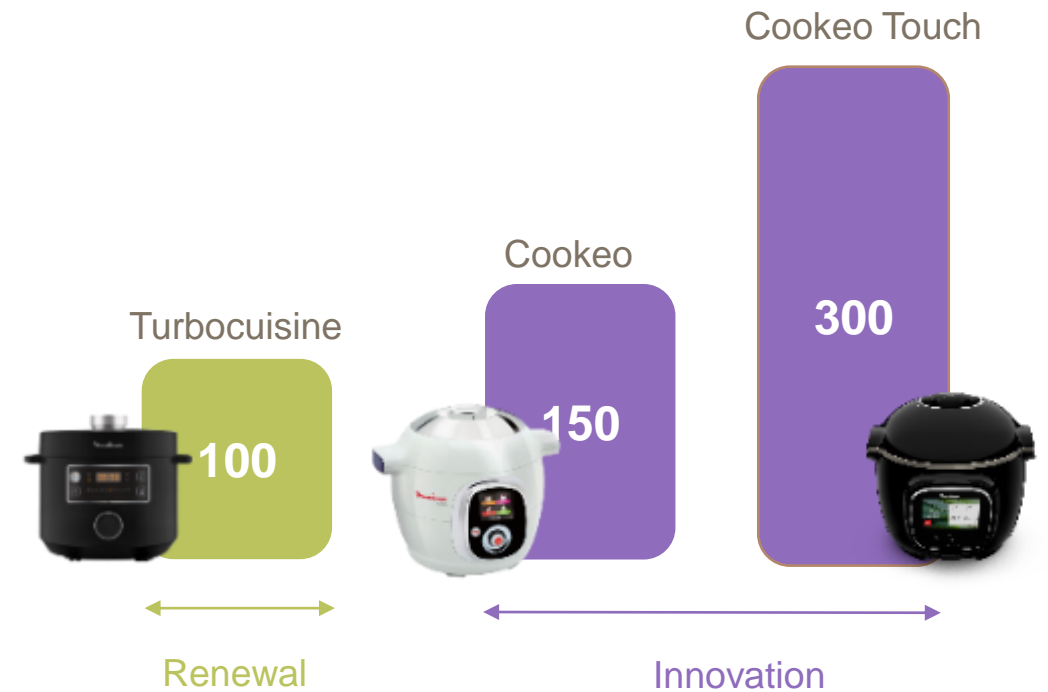 Cookeo Touch
Cookeo
Turbocuisine
300
150
100
Renewal
Innovation